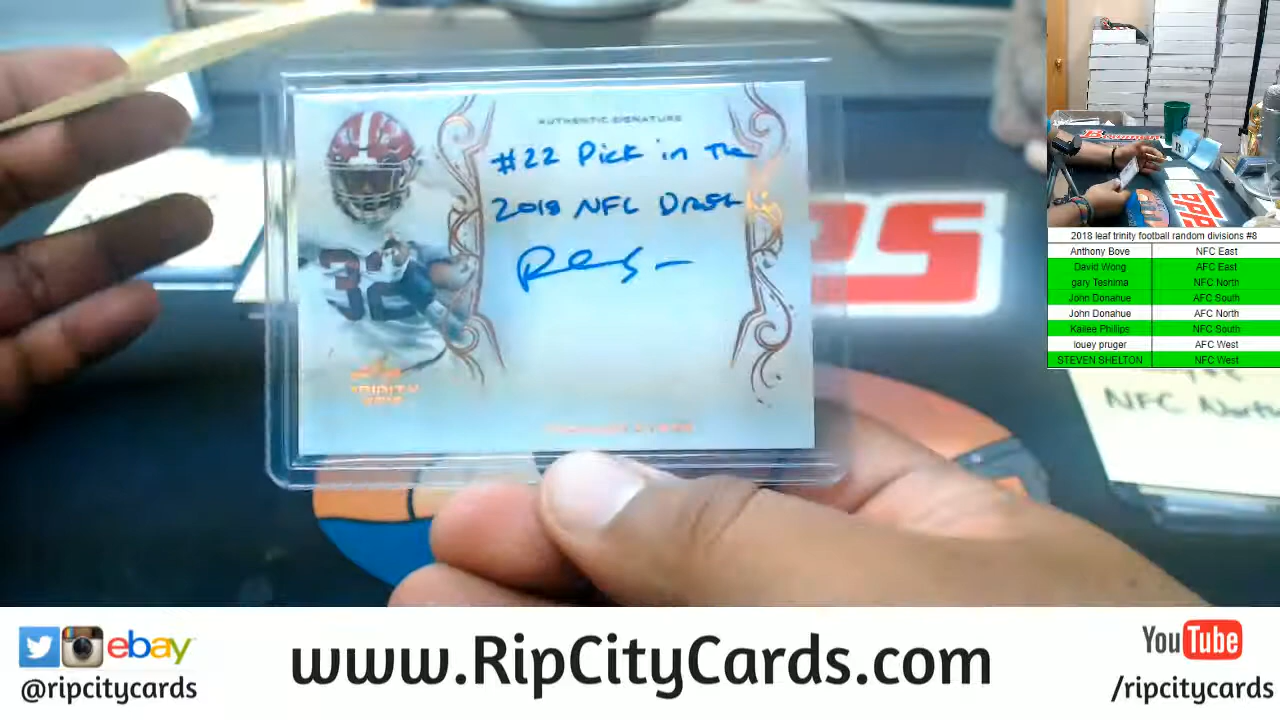 AUTHENTIC SIGNATURE
#22 Pick in The
2018 NFL Draft
32
2018 leaf trinity football random divisions #8
Anthony Bove NFC East
David Wong AFC East
gary Teshima NFC North
John Donahue AFC South
John Donahue AFC North
Kailee Phillips NFC South
louey pruger AFC West
STEVEN SHELTON NFC West
NFC North
ebay
@ripcitycards
www.RipCityCards.com
YouTube
/ripcitycards